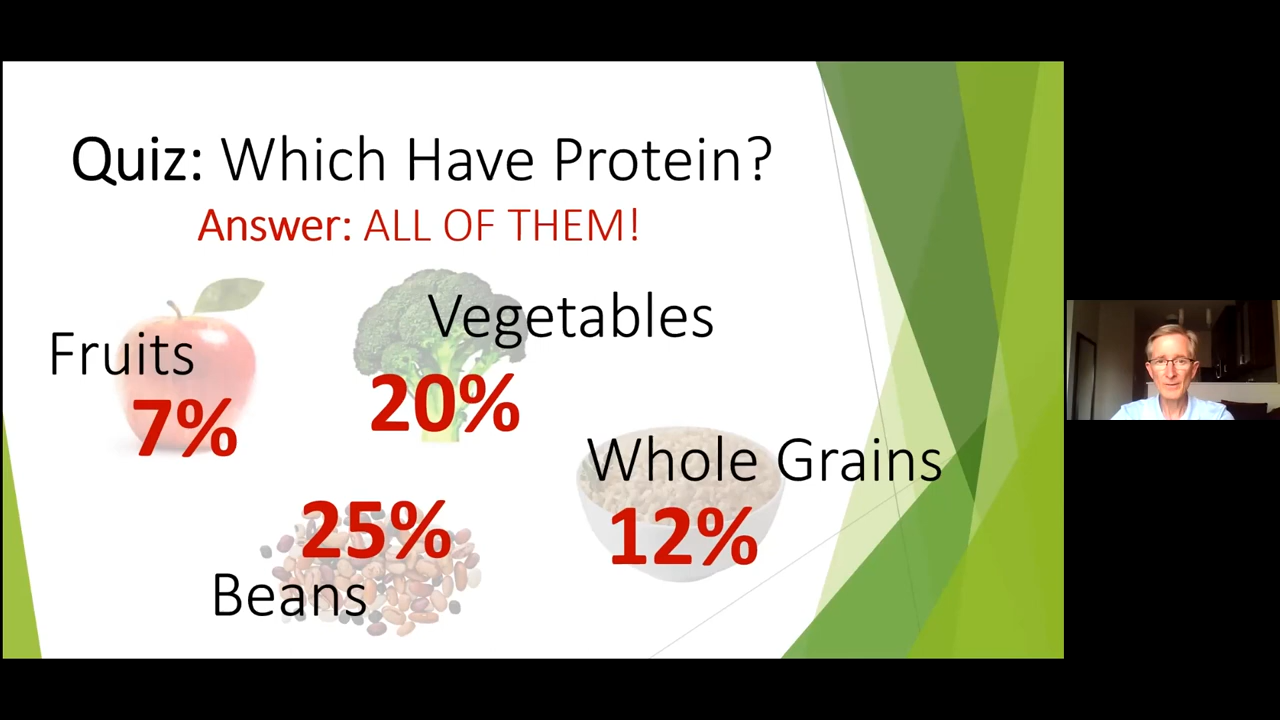 Quiz: Which Have Protein?
Answer: ALL OF THEM!
Fruits
7%
Vegetables
20%
Whole Grains
12%
25%
Beans